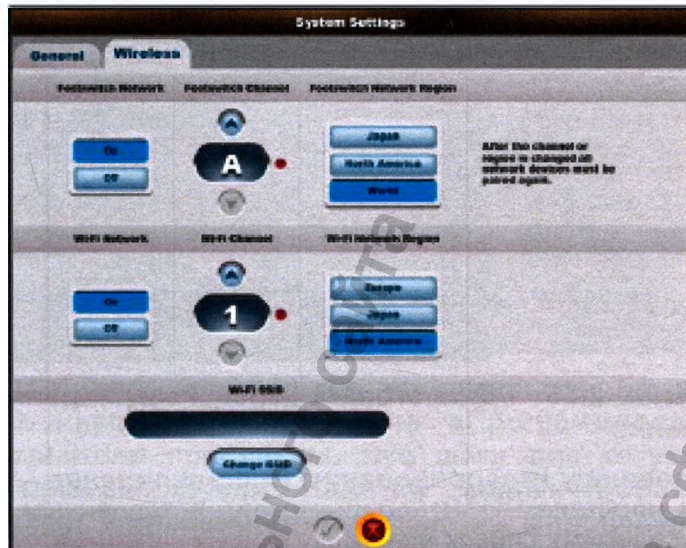 System Settings
General Wireless
Footswitch Network Footswitch Channel Footswitch Network Region
On
Off
A
Japan
North America
World
After the channel or
region is changed all
network devices must be
paired again.
Wi-Fi Network Wi-Fi Channel Wi-Fi Network Region
On
Off
1
Europe
Japan
North America
Wi-Fi SSID
Change SSID
ного сайта